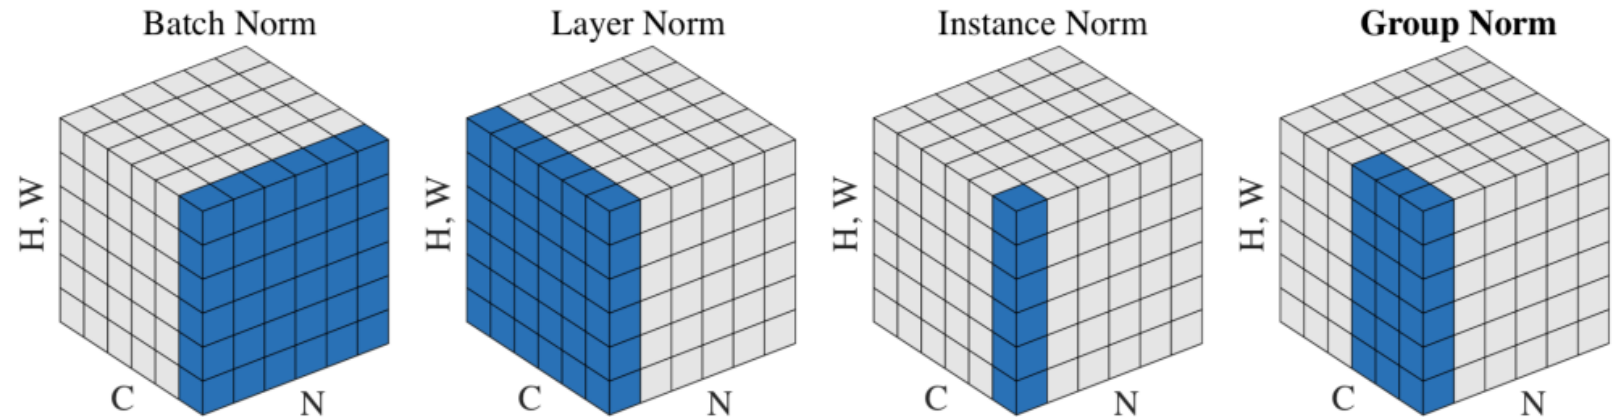 Batch Norm
H, W
C
N
Layer Norm
H, W
C
N
Instance Norm
H, W
C
N
Group Norm
H, W
C
N